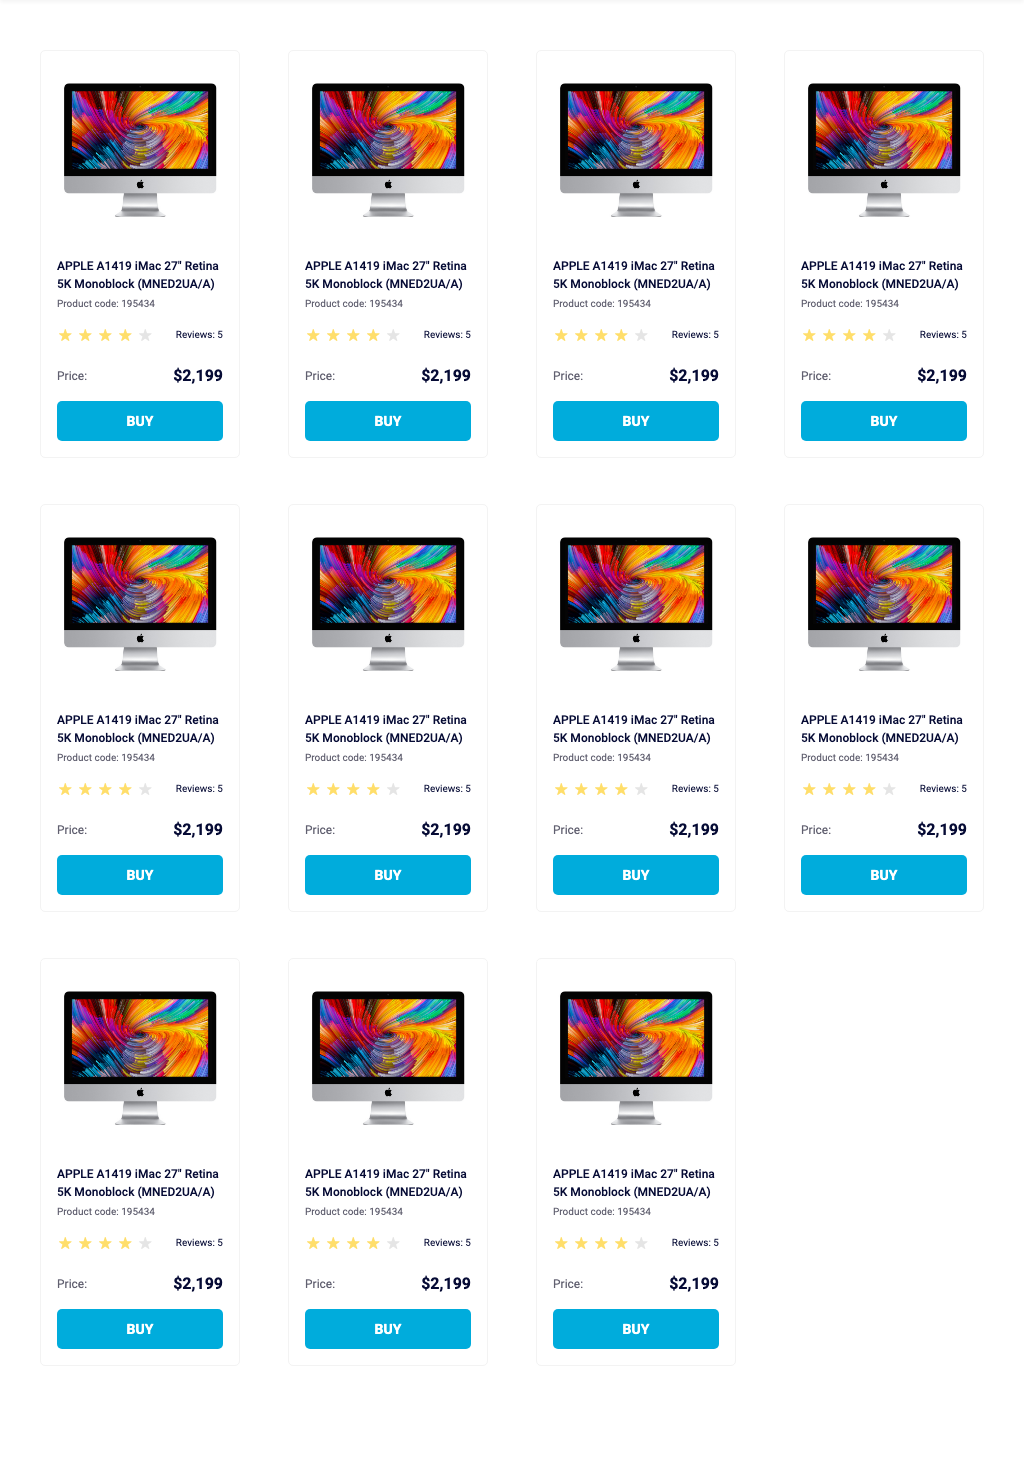 APPLE A1419 iMac 27" Retina
5K Monoblock (MNED2UA/A)
Product code: 195434
Reviews: 5
Price: $2,199
BUY
APPLE A1419 iMac 27" Retina
5K Monoblock (MNED2UA/A)
Product code: 195434
Reviews: 5
Price: $2,199
BUY
APPLE A1419 iMac 27" Retina
5K Monoblock (MNED2UA/A)
Product code: 195434
Reviews: 5
Price: $2,199
BUY
APPLE A1419 iMac 27" Retina
5K Monoblock (MNED2UA/A)
Product code: 195434
Reviews: 5
Price: $2,199
BUY
APPLE A1419 iMac 27" Retina
5K Monoblock (MNED2UA/A)
Product code: 195434
Reviews: 5
Price: $2,199
BUY
APPLE A1419 iMac 27" Retina
5K Monoblock (MNED2UA/A)
Product code: 195434
Reviews: 5
Price: $2,199
BUY
APPLE A1419 iMac 27" Retina
5K Monoblock (MNED2UA/A)
Product code: 195434
Reviews: 5
Price: $2,199
BUY
APPLE A1419 iMac 27" Retina
5K Monoblock (MNED2UA/A)
Product code: 195434
Reviews: 5
Price: $2,199
BUY
APPLE A1419 iMac 27" Retina
5K Monoblock (MNED2UA/A)
Product code: 195434
Reviews: 5
Price: $2,199
BUY
APPLE A1419 iMac 27" Retina
5K Monoblock (MNED2UA/A)
Product code: 195434
Reviews: 5
Price: $2,199
BUY
APPLE A1419 iMac 27" Retina
5K Monoblock (MNED2UA/A)
Product code: 195434
Reviews: 5
Price: $2,199
BUY